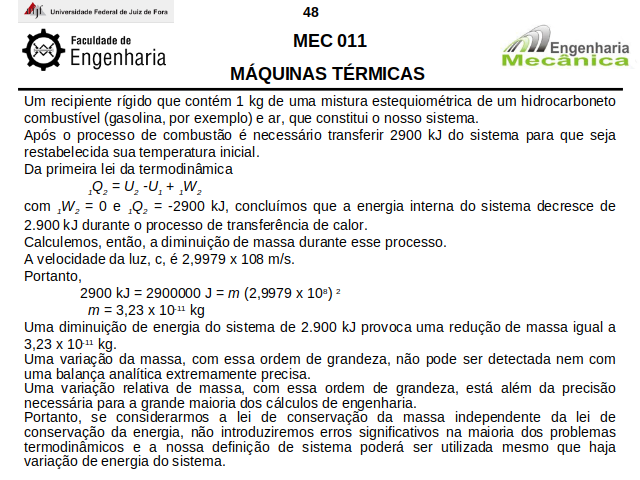 Universidade Federal de Juiz de Fora
48
Faculdade de
Engenharia
MEC 011
Engenharia
Mecânica
MÁQUINAS TÉRMICAS
Um recipiente rígido que contém 1 kg de uma mistura estequiométrica de um hidrocarboneto
combustível (gasolina, por exemplo) e ar, que constitui o nosso sistema.
Após o processo de combustão é necessário transferir 2900 kJ do sistema para que seja
restabelecida sua temperatura inicial.
Da primeira lei da termodinâmica
₁Q₂ = U₂ -U₁ + ₁W₂
com ₁W₂ = 0 e ₁Q₂ = -2900 kJ, concluímos que a energia interna do sistema decresce de
2.900 kJ durante o processo de transferência de calor.
Calculemos, então, a diminuição de massa durante esse processo.
A velocidade da luz, c, é 2,9979 x 108 m/s.
Portanto,
2900 kJ = 2900000 J = m (2,9979 x 10⁸) ²
m = 3,23 x 10⁻¹¹ kg
Uma diminuição de energia do sistema de 2.900 kJ provoca uma redução de massa igual a
3,23 x 10⁻¹¹ kg.
Uma variação da massa, com essa ordem de grandeza, não pode ser detectada nem com
uma balança analítica extremamente precisa.
Uma variação relativa de massa, com essa ordem de grandeza, está além da precisão
necessária para a grande maioria dos cálculos de engenharia.
Portanto, se considerarmos a lei de conservação da massa independente da lei de
conservação da energia, não introduziremos erros significativos na maioria dos problemas
termodinâmicos e a nossa definição de sistema poderá ser utilizada mesmo que haja
variação de energia do sistema.